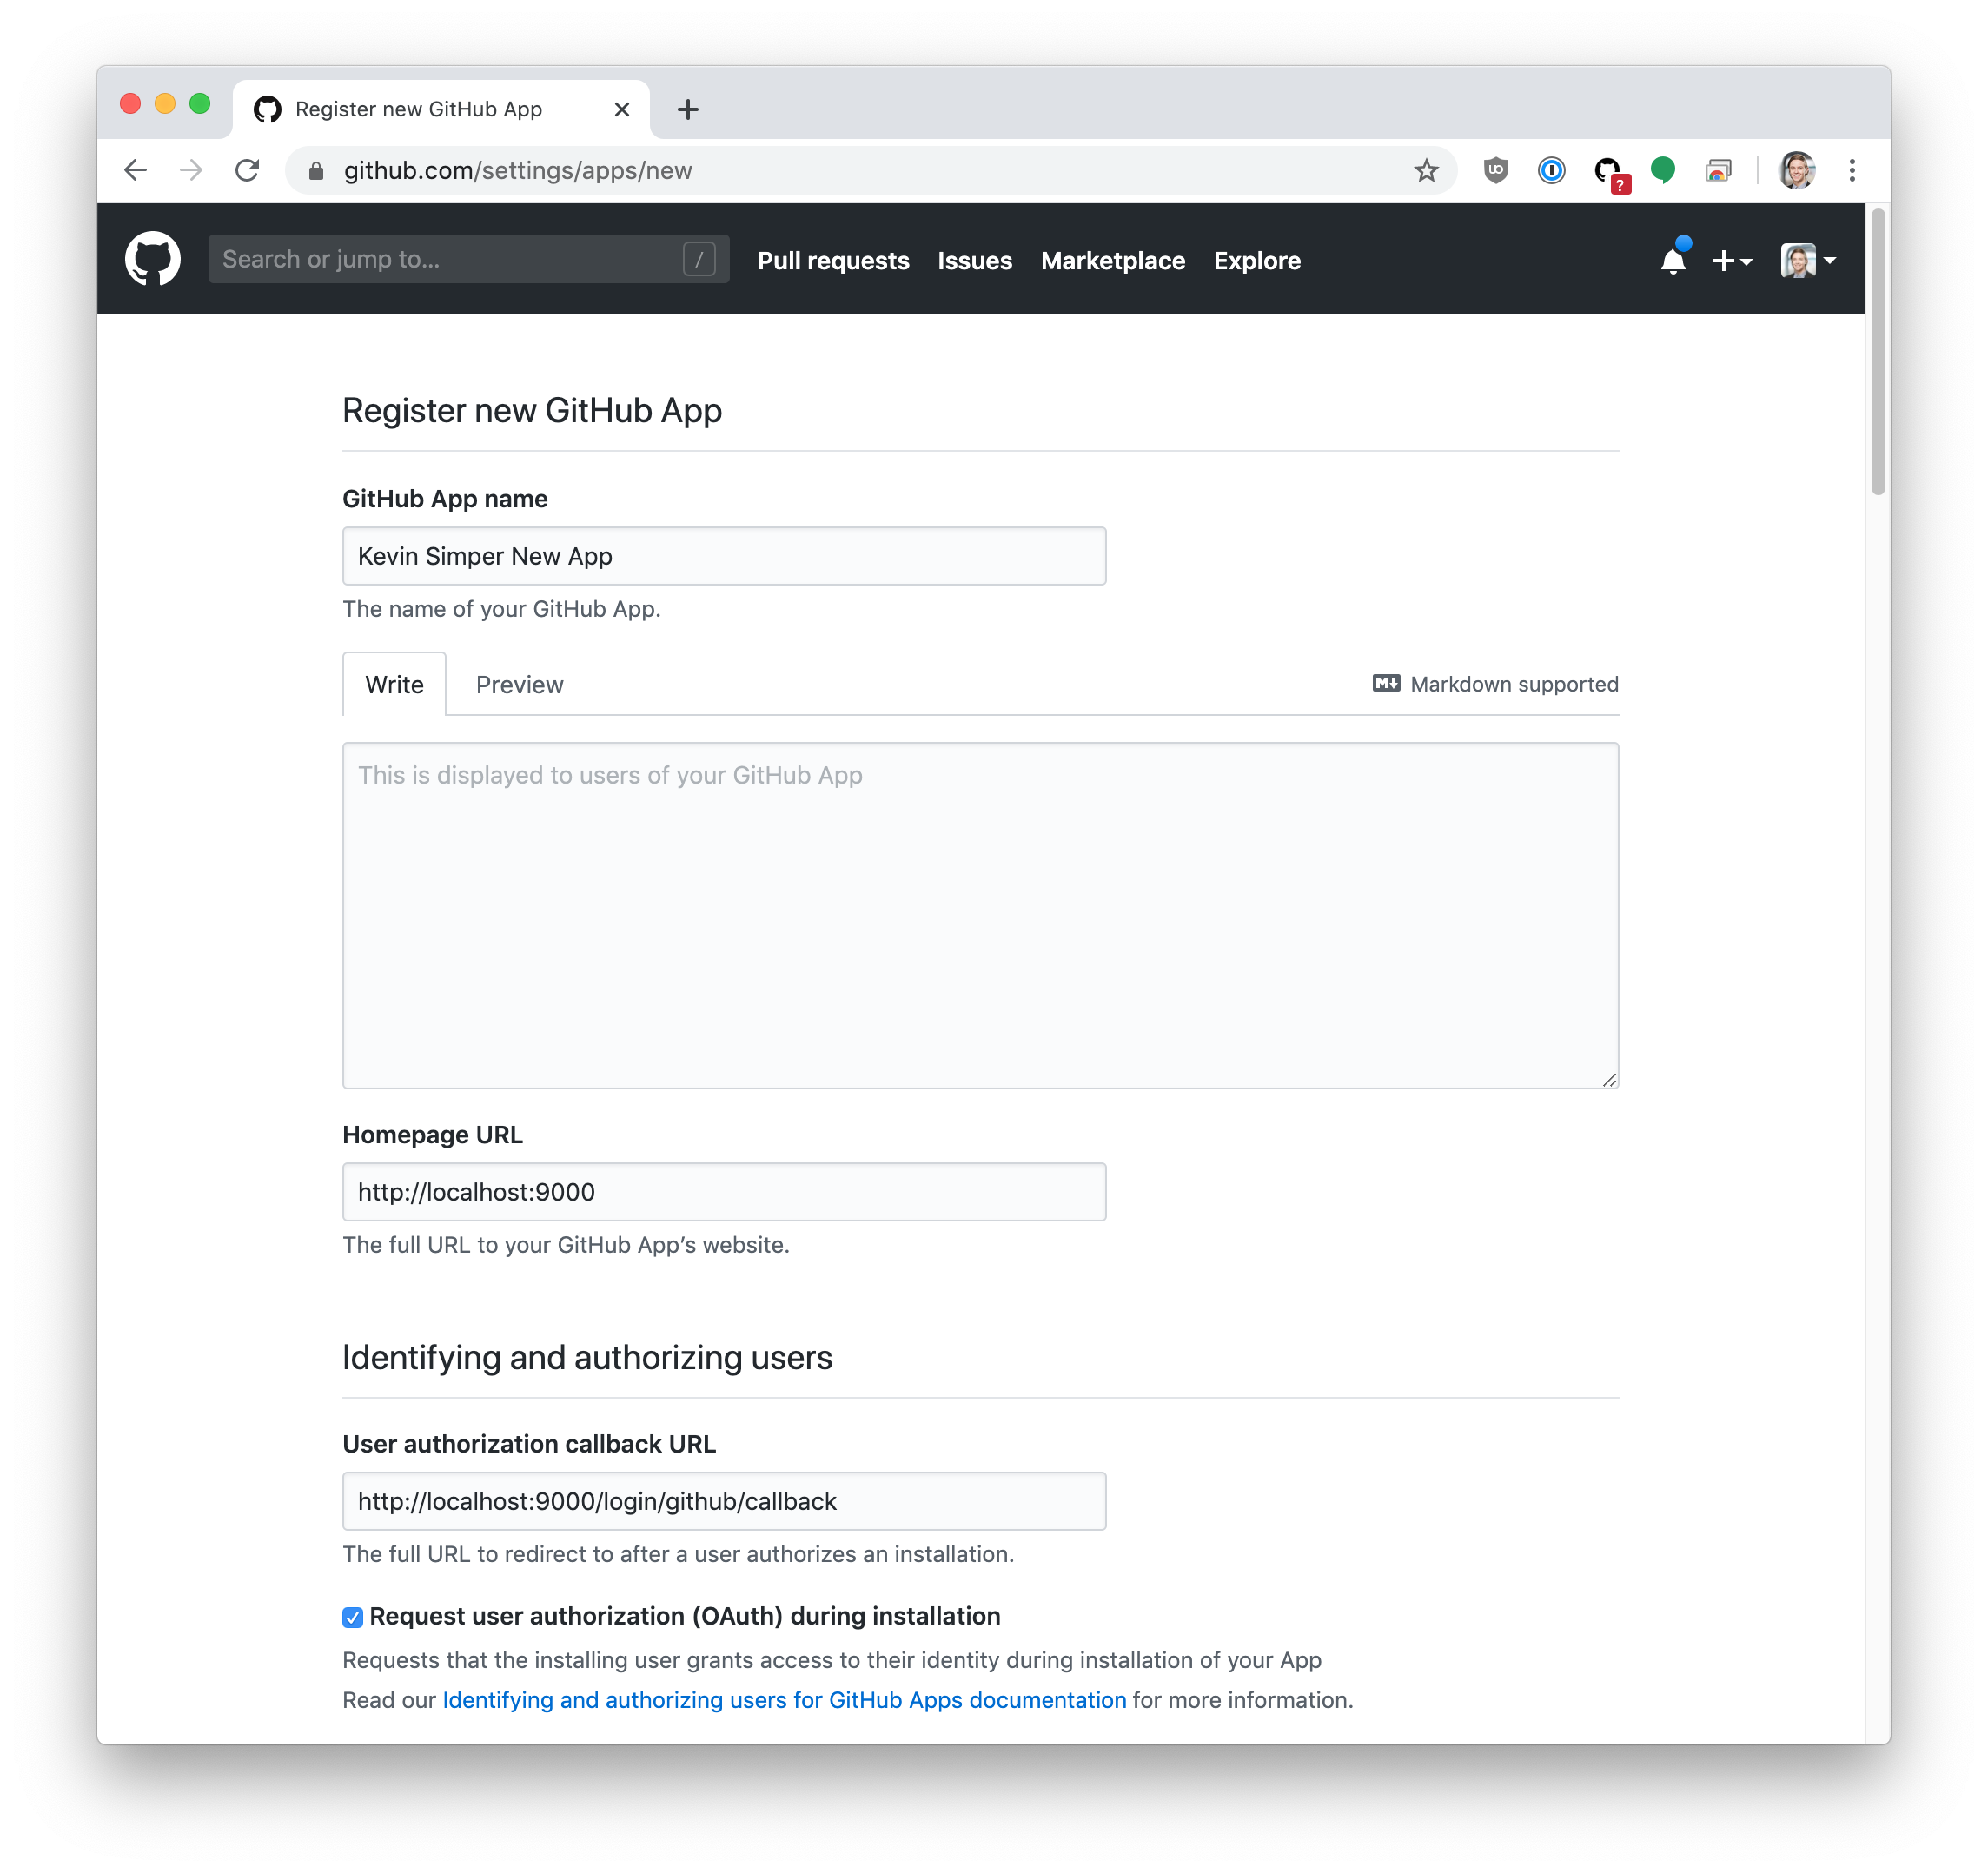 Register new GitHub App
github.com/settings/apps/new
?
Search or jump to... /
Pull requests Issues Marketplace Explore
Register new GitHub App
GitHub App name
Kevin Simper New App
The name of your GitHub App.
Write Preview Markdown supported
This is displayed to users of your GitHub App
Homepage URL
http://localhost:9000
The full URL to your GitHub App’s website.
Identifying and authorizing users
User authorization callback URL
http://localhost:9000/login/github/callback
The full URL to redirect to after a user authorizes an installation.
Request user authorization (OAuth) during installation
Requests that the installing user grants access to their identity during installation of your App
Read our Identifying and authorizing users for GitHub Apps documentation for more information.